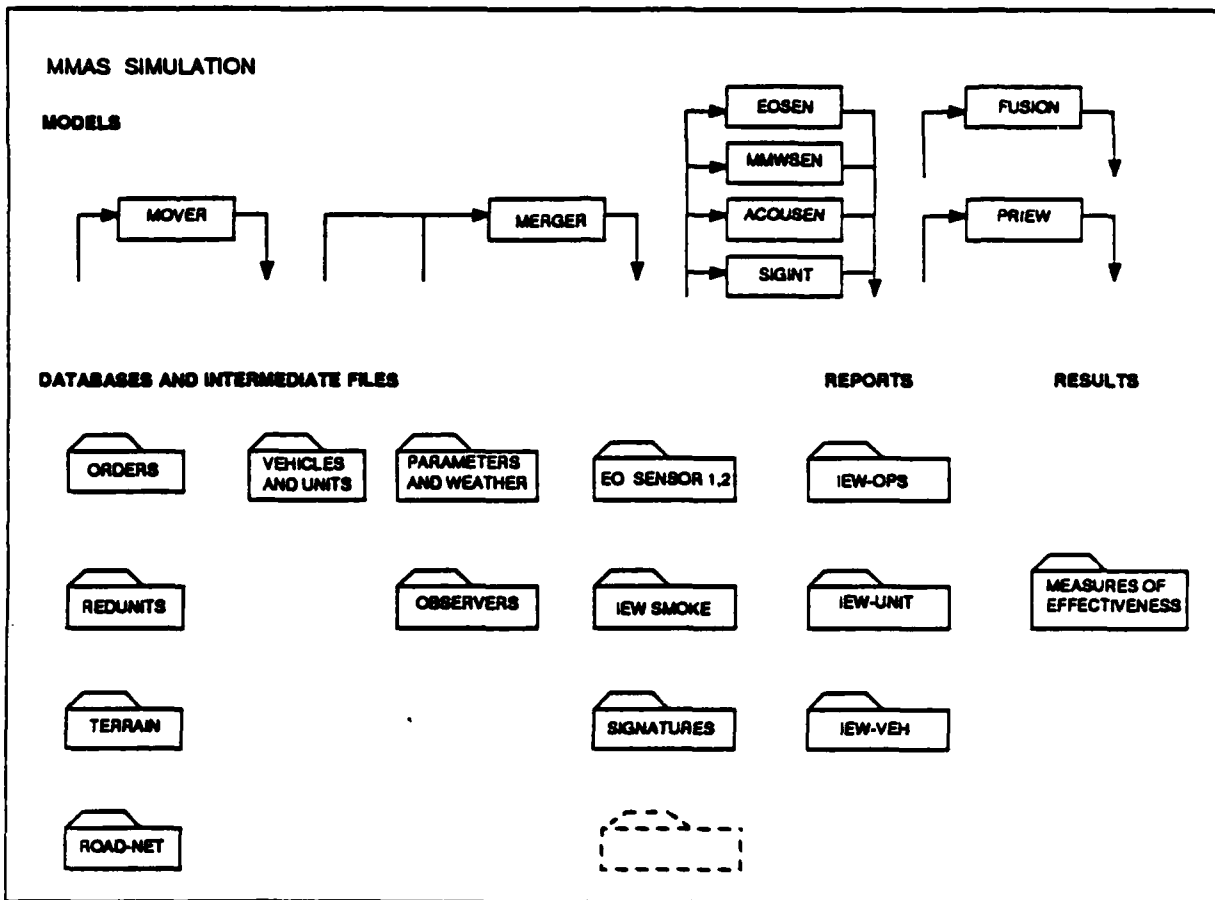 MMAS SIMULATION
MODELS
MOVER
MERGER
EOSEN
MMWSEN
ACOUSEN
SIGINT
FUSION
PRIEW
DATABASES AND INTERMEDIATE FILES
REPORTS
RESULTS
ORDERS
VEHICLES
AND UNITS
PARAMETERS
AND WEATHER
EO SENSOR 1,2
IEW-OPS
REDUNITS
OBSERVERS
IEW SMOKE
IEW-UNIT
MEASURES OF
EFFECTIVENESS
TERRAIN
SIGNATURES
IEW-VEH
ROAD-NET